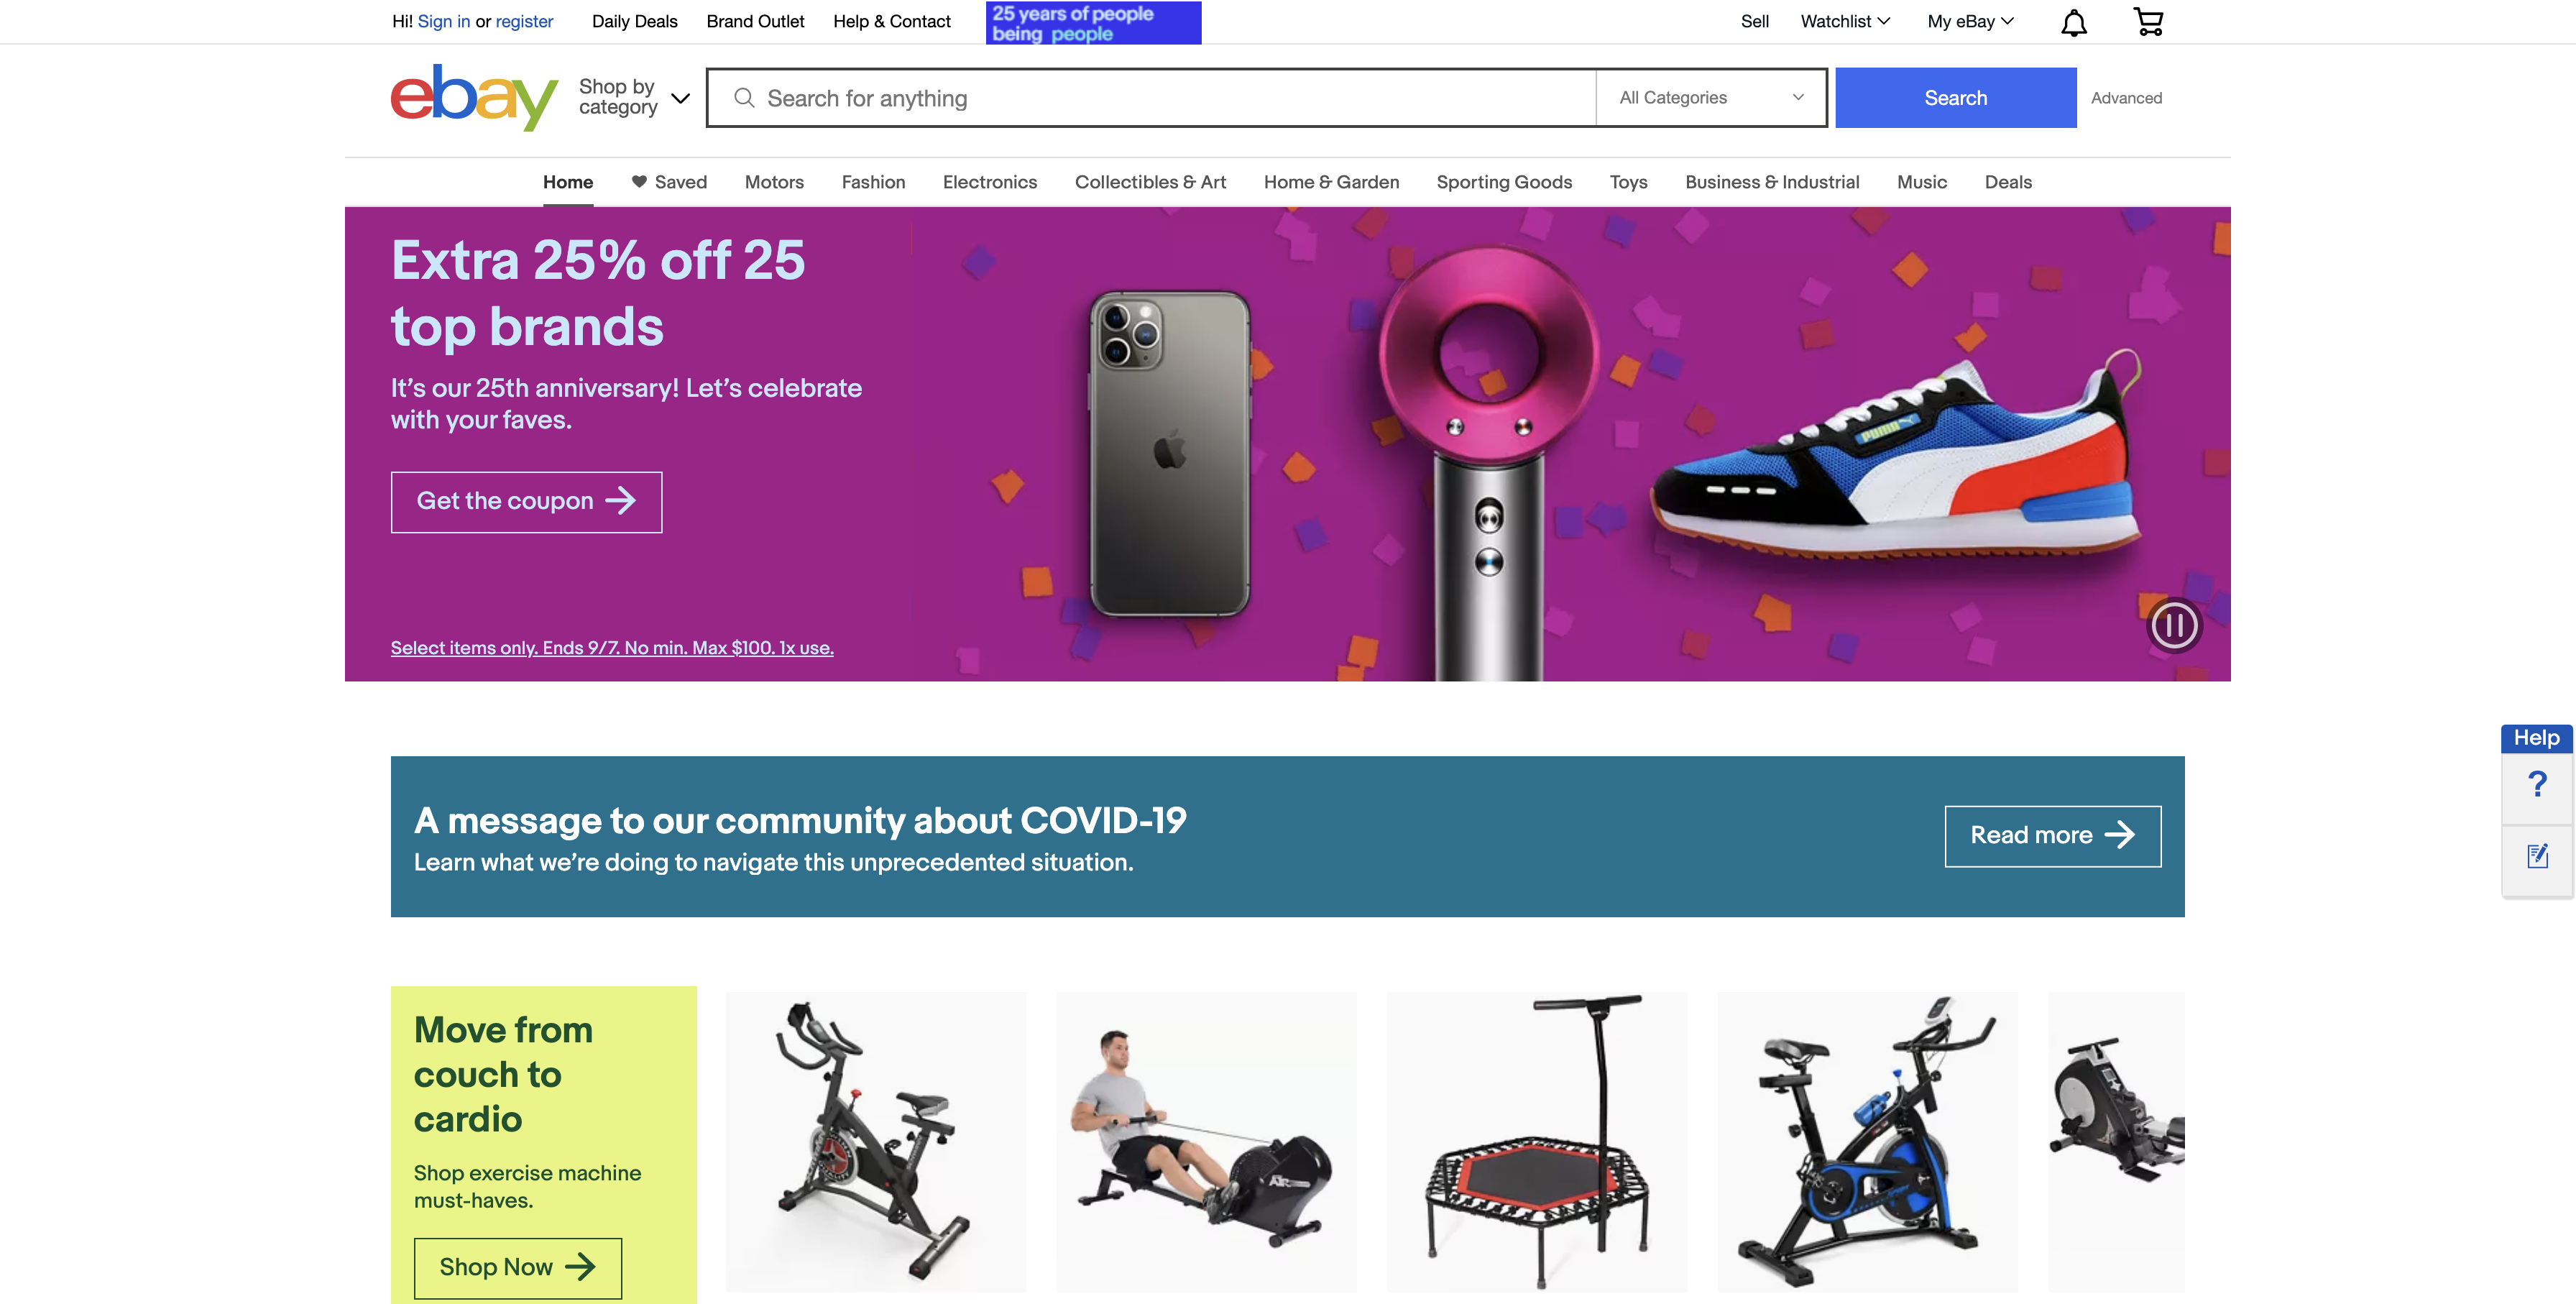 Hi! Sign in or register
Daily Deals
Brand Outlet
Help & Contact
25 years of people
being people
Sell
Watchlist
My eBay
ebay
Shop by
category
Search for anything
All Categories
Search
Advanced
Home
Saved
Motors
Fashion
Electronics
Collectibles & Art
Home & Garden
Sporting Goods
Toys
Business & Industrial
Music
Deals
Extra 25% off 25
top brands
It's our 25th anniversary! Let's celebrate
with your faves.
Get the coupon
Select items only. Ends 9/7. No min. Max $100. 1x use.
PUMA
Help
?
A message to our community about COVID-19
Learn what we're doing to navigate this unprecedented situation.
Read more
Move from
couch to
cardio
Shop exercise machine
must-haves.
Shop Now